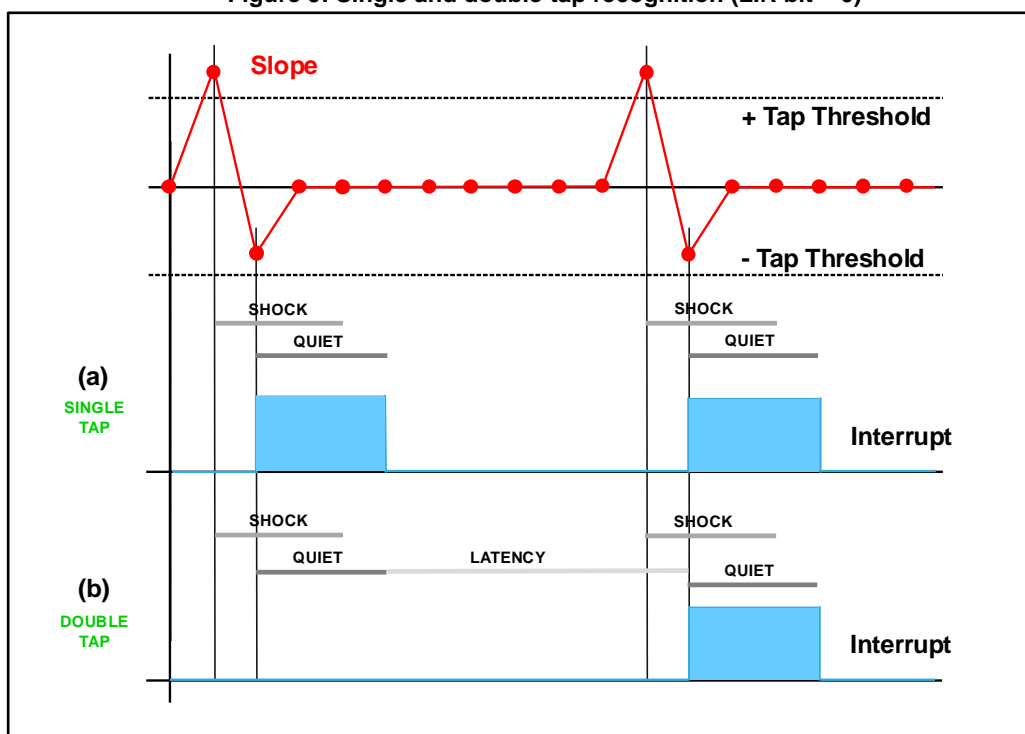 Slope
+ Tap Threshold
- Tap Threshold
SHOCK SHOCK
QUIET QUIET
(a)
SINGLE
TAP
Interrupt
SHOCK SHOCK
QUIET LATENCY QUIET
(b)
DOUBLE
TAP
Interrupt